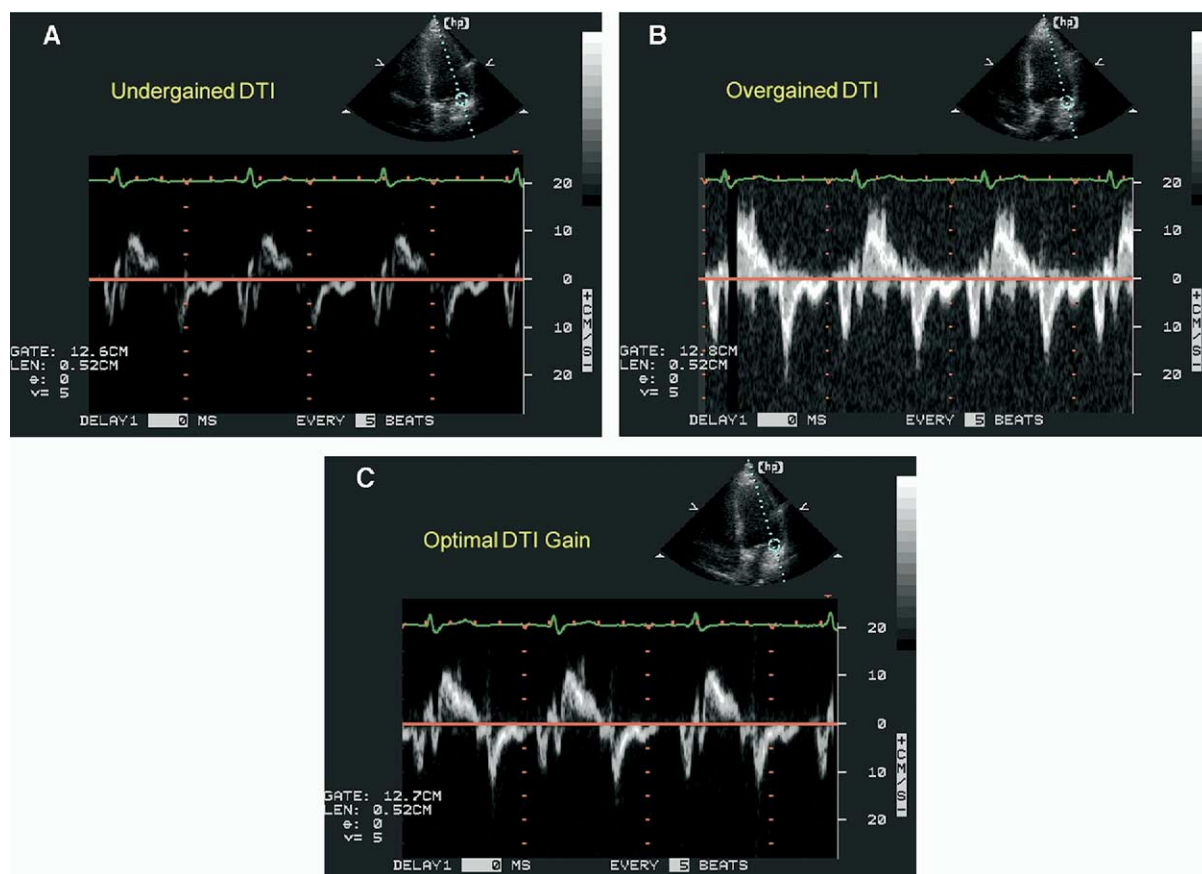 A
(hp)
Undergained DTI
20
10
0
10
20
+CM/S-
GATE: 12.6CM
LEN: 0.52CM
θ: 0
v= 5
DELAY1 0 MS EVERY 5 BEATS
B
(hp)
Overgained DTI
20
10
0
10
20
+CM/S-
GATE: 12.8CM
LEN: 0.52CM
θ: 0
v= 5
DELAY1 0 MS EVERY 5 BEATS
C
(hp)
Optimal DTI Gain
20
10
0
10
20
+CM/S-
GATE: 12.7CM
LEN: 0.52CM
θ: 0
v= 5
DELAY1 0 MS EVERY 5 BEATS